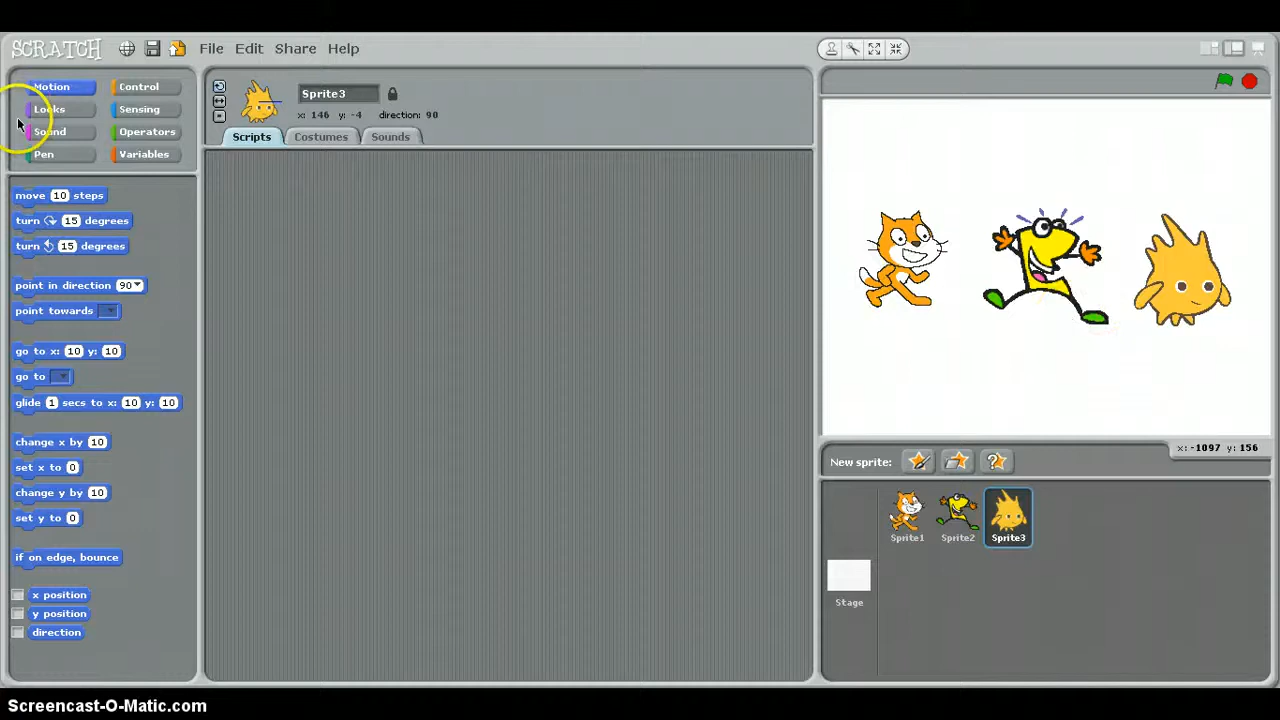 SCRATCH File Edit Share Help
Motion Control
Looks Sensing
Sound Operators
Pen Variables
Sprite3
x: 146 y: -4 direction: 90
Scripts Costumes Sounds
move 10 steps
turn 15 degrees
turn 15 degrees
point in direction 90
point towards
go to x: 10 y: 10
go to
glide 1 secs to x: 10 y: 10
change x by 10
set x to 0
change y by 10
set y to 0
if on edge, bounce
x position
y position
direction
x: -1097 y: 156
New sprite:
Sprite1 Sprite2 Sprite3
Stage
Screencast-O-Matic.com